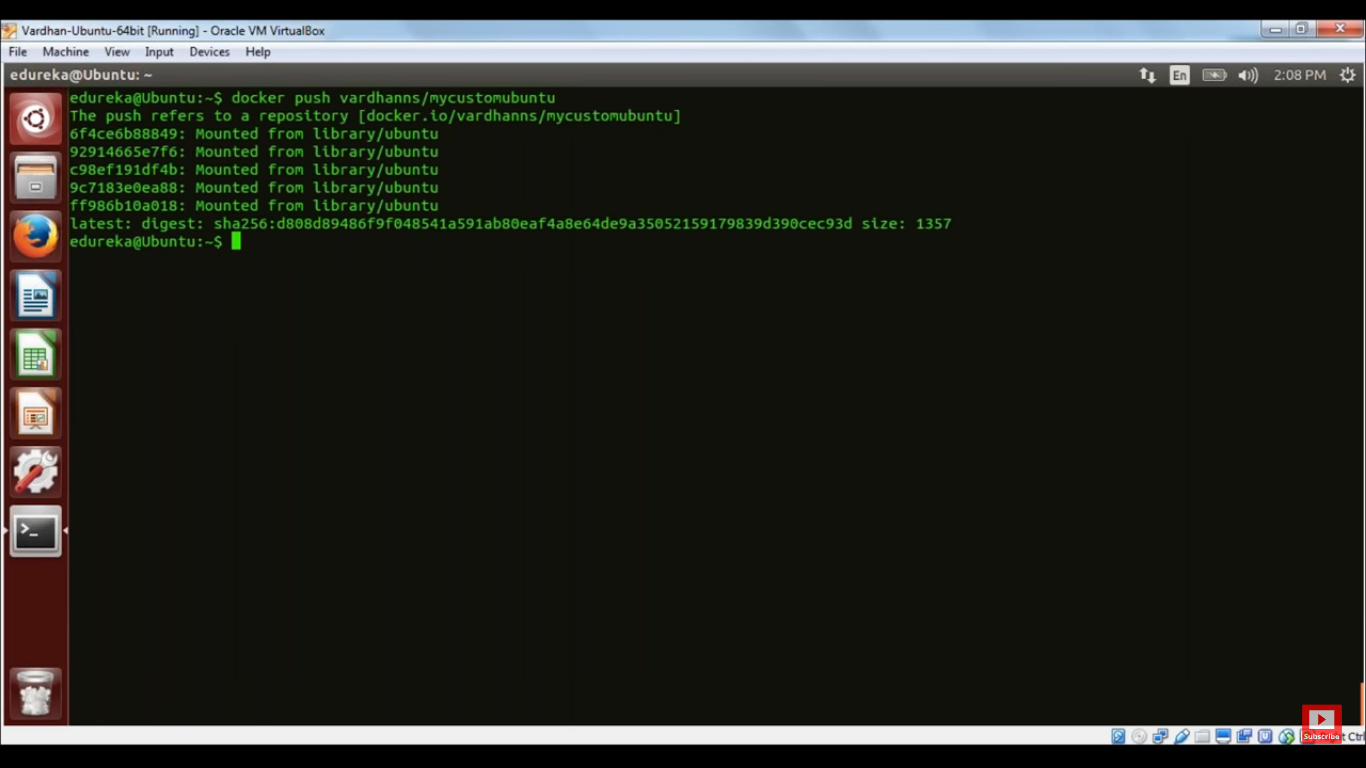 Vardhan-Ubuntu-64bit [Running] - Oracle VM VirtualBox
File Machine View Input Devices Help
edureka@Ubuntu: ~ En 2:08 PM
edureka@Ubuntu:~$ docker push vardhanns/mycustomubuntu
The push refers to a repository [docker.io/vardhanns/mycustomubuntu]
6f4ce6b88849: Mounted from library/ubuntu
92914665e7f6: Mounted from library/ubuntu
c98ef191df4b: Mounted from library/ubuntu
9c7183e0ea88: Mounted from library/ubuntu
ff986b10a018: Mounted from library/ubuntu
latest: digest: sha256:d808d89486f9f048541a591ab80eaf4a8e64de9a35052159179839d390cec93d size: 1357
edureka@Ubuntu:~$
Subscribe